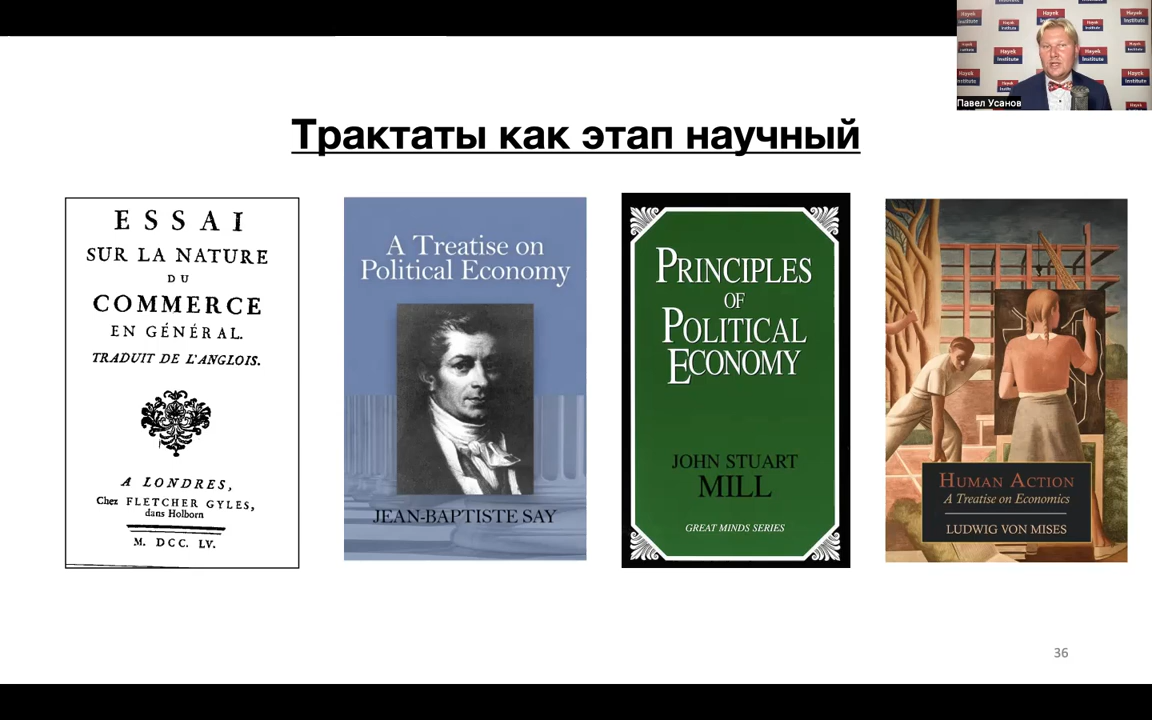 Hayek
Institute
Павел Усанов
Трактаты как этап научный
ESSAI
SUR LA NATURE
DU
COMMERCE
EN GÉNÉRAL.
TRADUIT DE L'ANGLOIS.
A LONDRES,
Chez FLETCHER GYLES,
dans Holborn
M. DCC. LV.
A Treatise on
Political Economy
JEAN-BAPTISTE SAY
PRINCIPLES
OF
POLITICAL
ECONOMY
JOHN STUART
MILL
GREAT MINDS SERIES
HUMAN ACTION
A Treatise on Economics
LUDWIG VON MISES
36